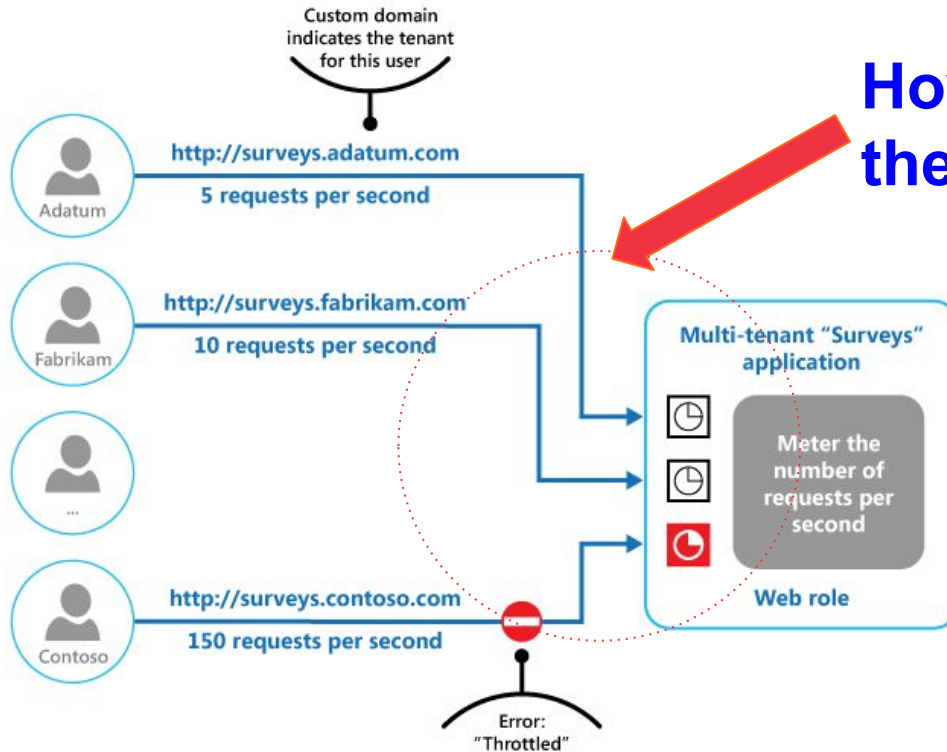 Custom domain
indicates the tenant
for this user
the
http://surveys.adatum.com
5 requests per second
Adatum
http://surveys.fabrikam.com
10 requests per second
Fabrikam
Multi-tenant “Surveys”
application
Meter the
number of
requests per
second
Web role
...
http://surveys.contoso.com
150 requests per second
Contoso
Error:
“Throttled”